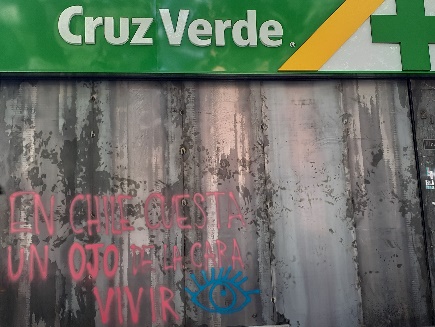 Cruz Verde
EN CHILE CUESTA
UN OJO DE LA CARA
VIVIR